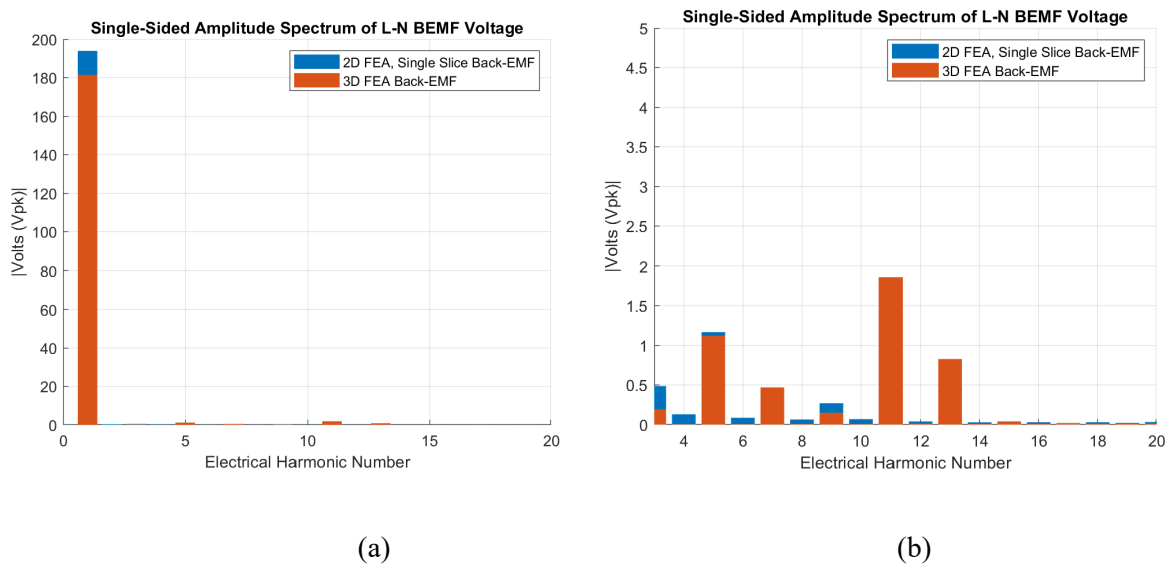 Single-Sided Amplitude Spectrum of L-N BEMF Voltage
200
180
160
140
120
100
80
60
40
20
0
|Volts (Vpk)|
2D FEA, Single Slice Back-EMF
3D FEA Back-EMF
0 5 10 15 20
Electrical Harmonic Number
(a)
Single-Sided Amplitude Spectrum of L-N BEMF Voltage
5
4.5
4
3.5
3
2.5
2
1.5
1
0.5
0
|Volts (Vpk)|
2D FEA, Single Slice Back-EMF
3D FEA Back-EMF
4 6 8 10 12 14 16 18 20
Electrical Harmonic Number
(b)